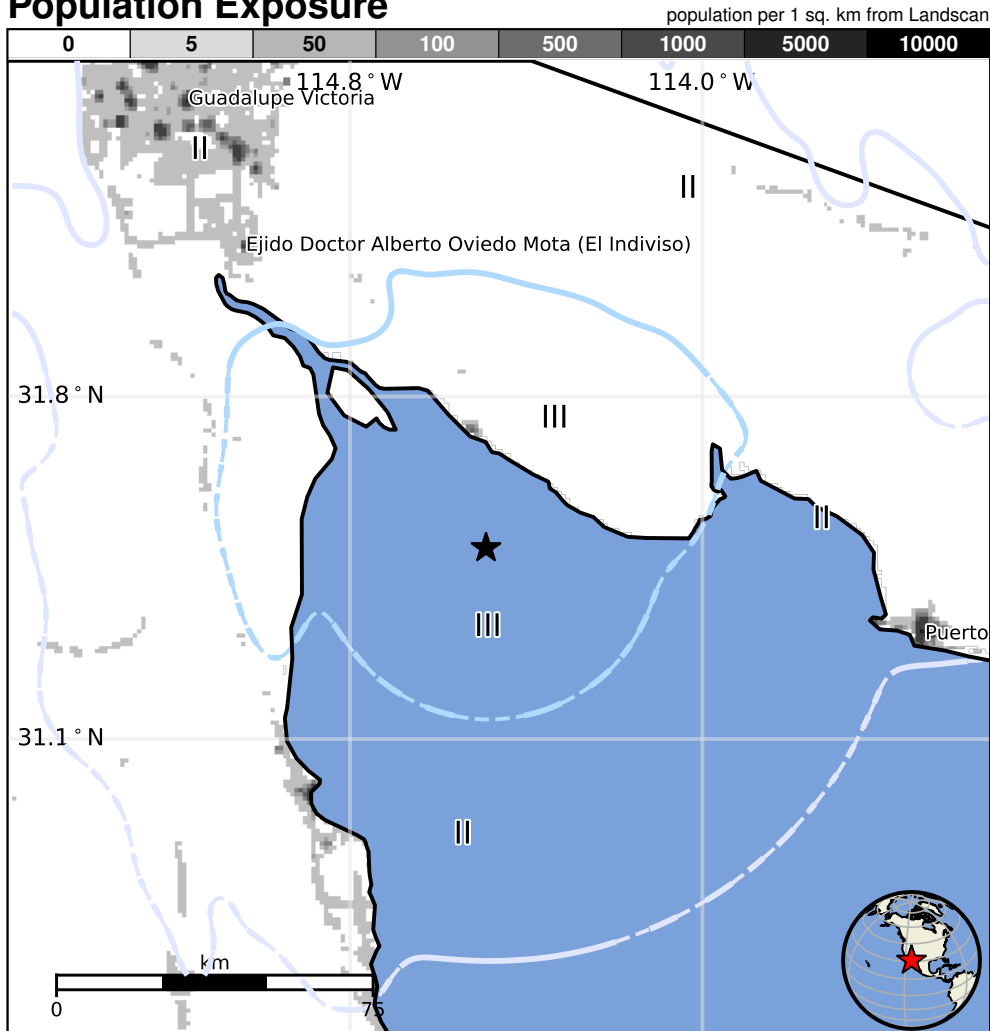 Population Exposure
population per 1 sq. km from Landscan
0 5 50 100 500 1000 5000 10000
114.8°W 114.0°W
Guadalupe Victoria
II
II
Ejido Doctor Alberto Oviedo Mota (El Indiviso)
31.8°N
III
II
III
Puerto
31.1°N
II
km
0 75